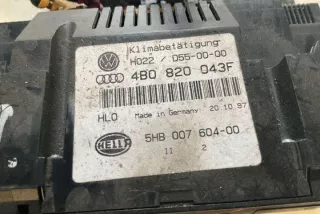 Klimabetätigung
H022 / D55-00-00
4B0 820 043F
HLO Made in Germany 20.10.97
HELLA 5HB 007 604-00
11 2